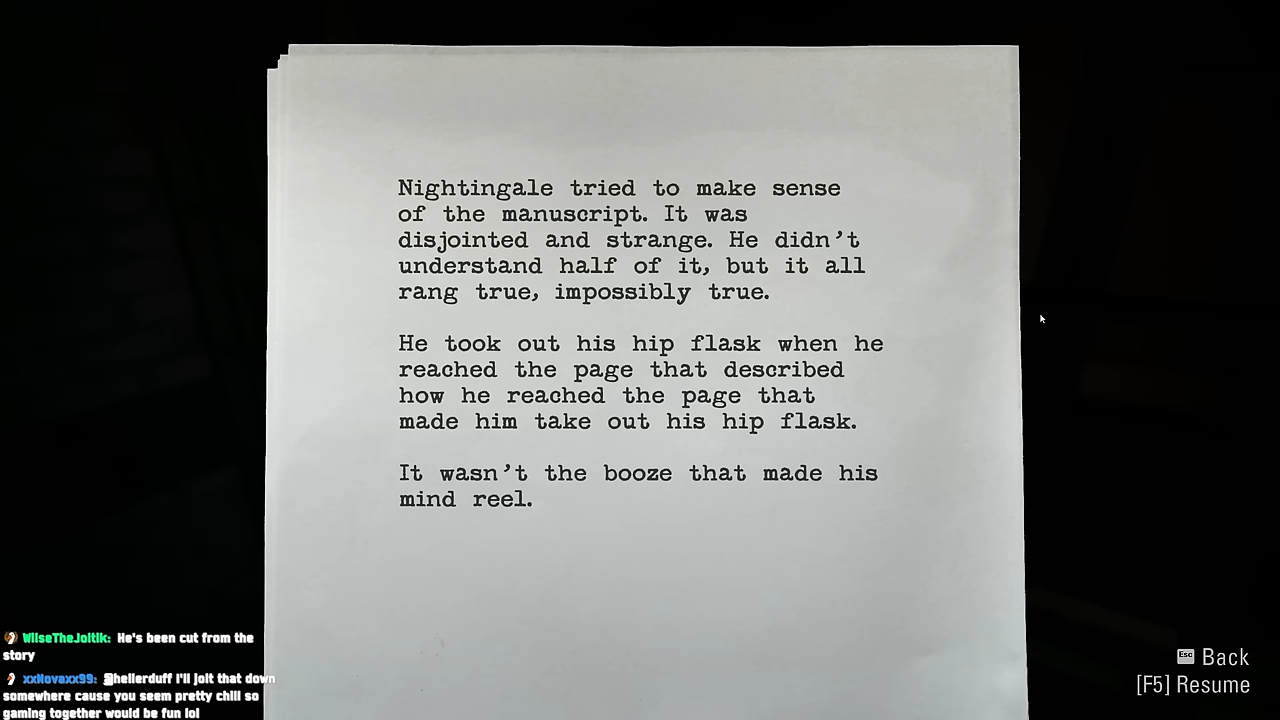 Nightingale tried to make sense
of the manuscript. It was
disjointed and strange. He didn't
understand half of it, but it all
rang true, impossibly true.
He took out his hip flask when he
reached the page that described
how he reached the page that
made him take out his hip flask.
It wasn't the booze that made his
mind reel.
WilseTheJoltik: He's been cut from the
story
xxNovaxx99: @hellerduff I'll jolt that down
somewhere cause you seem pretty chill so
gaming together would be fun lol
Esc Back
[F5] Resume